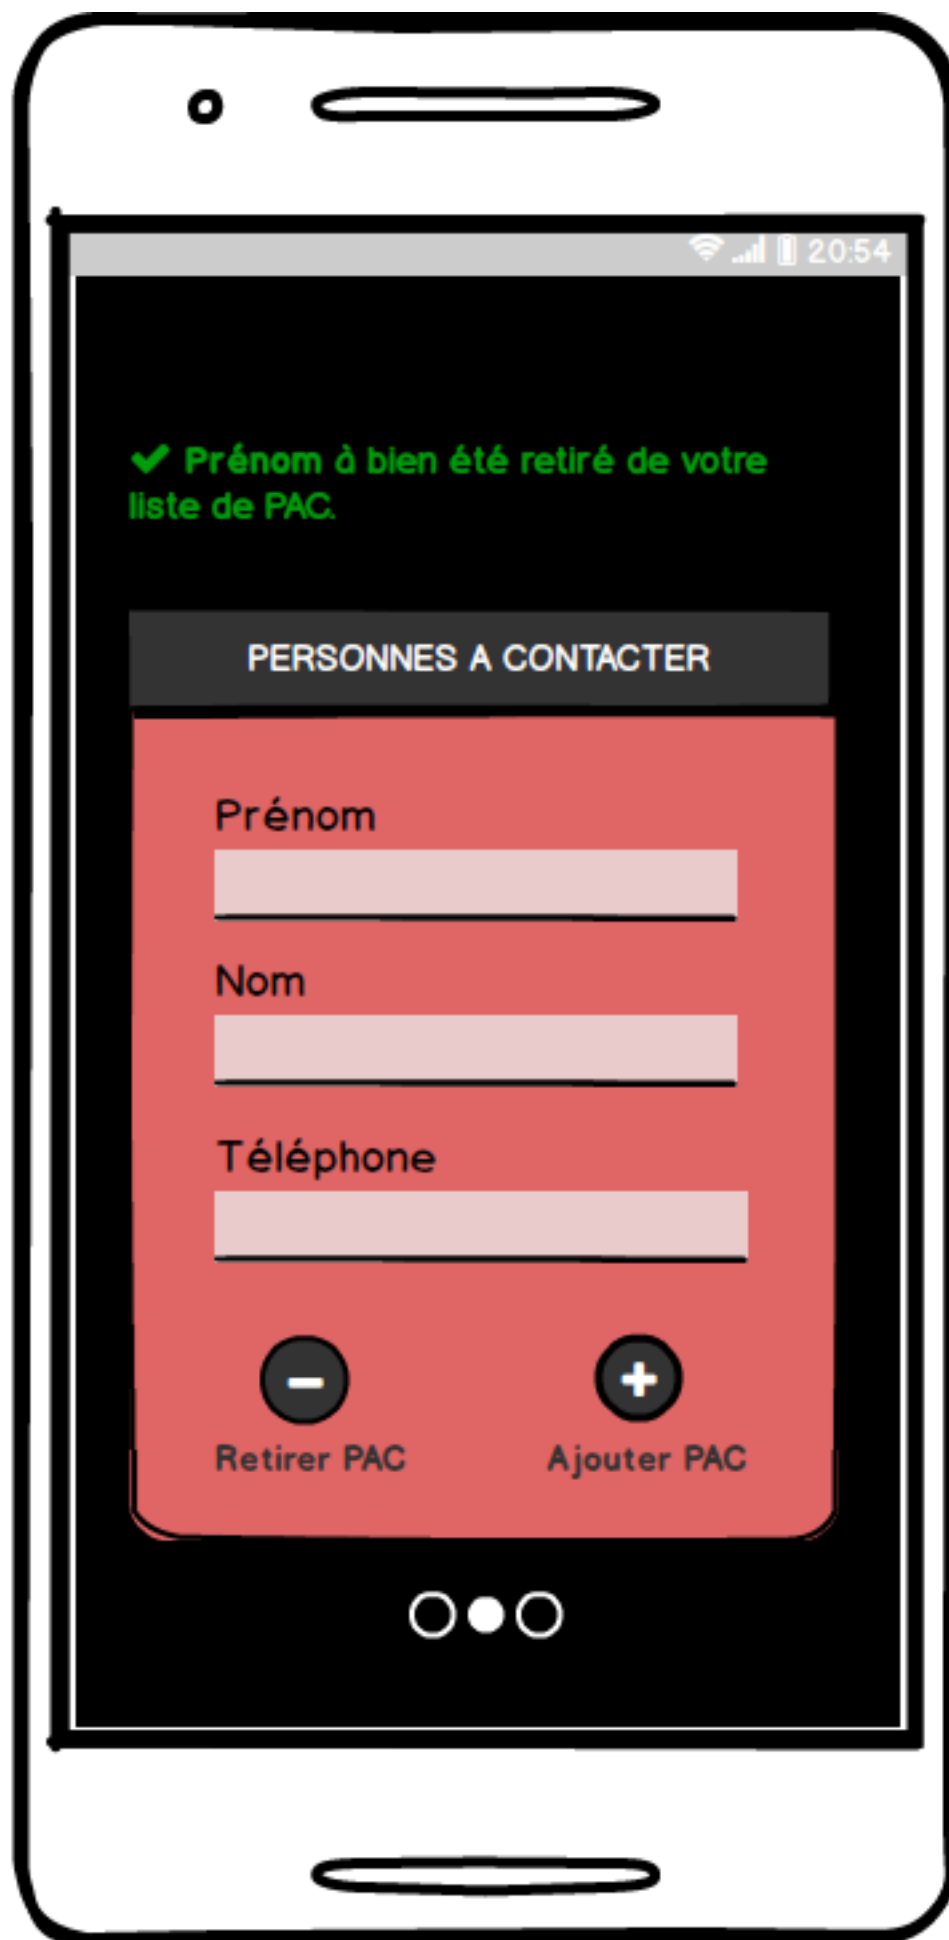 20:54
Prénom à bien été retiré de votre
liste de PAC.
PERSONNES A CONTACTER
Prénom
Nom
Téléphone
Retirer PAC
Ajouter PAC